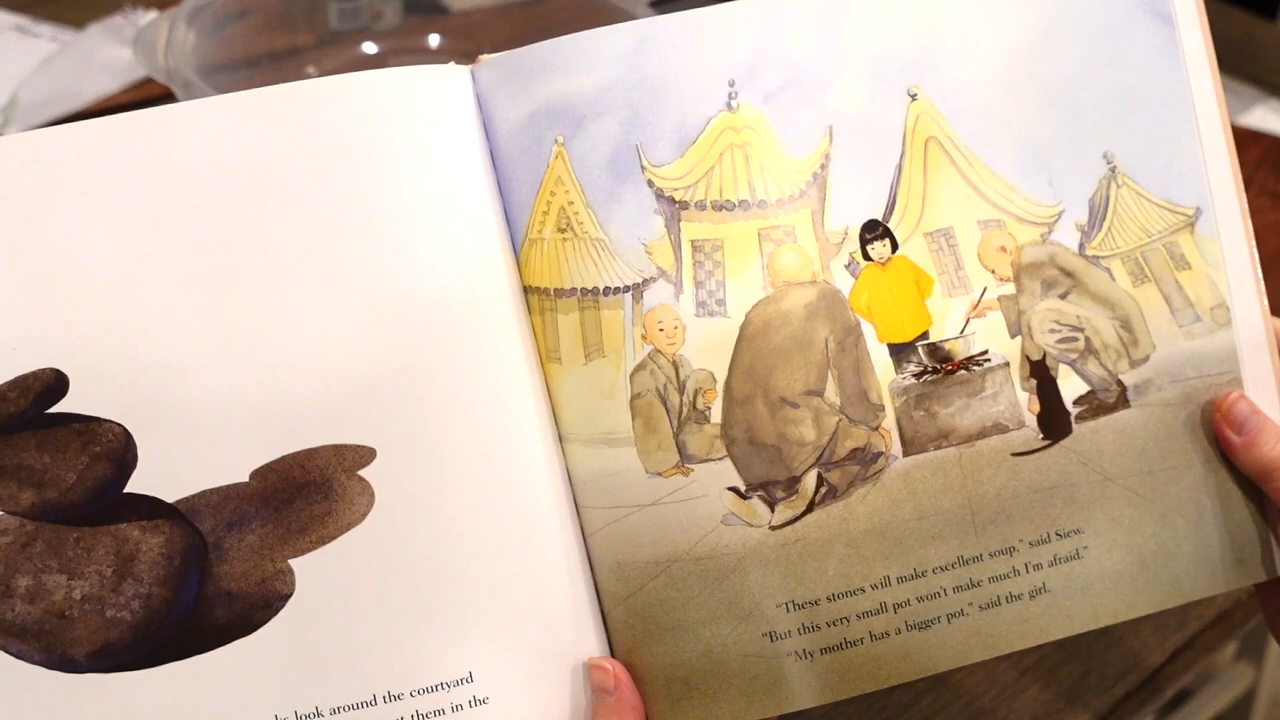 look around the courtyard
them in the
"These stones will make excellent soup," said Siew.
"But this very small pot won't make much I'm afraid."
"My mother has a bigger pot," said the girl.